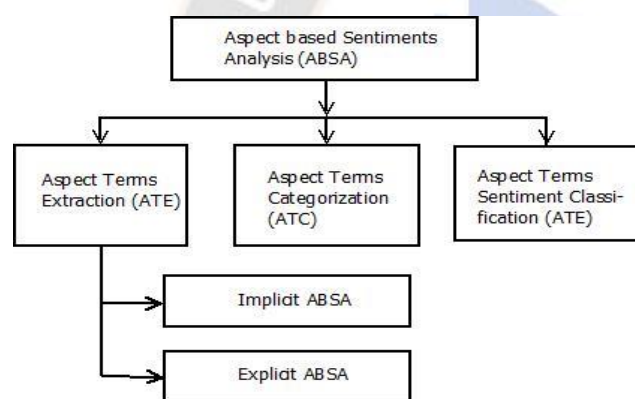 Aspect based Sentiments
Analysis (ABSA)
Aspect Terms
Extraction (ATE)
Aspect Terms
Categorization
(ATC)
Aspect Terms
Sentiment Classi-
fication (ATE)
Implicit ABSA
Explicit ABSA